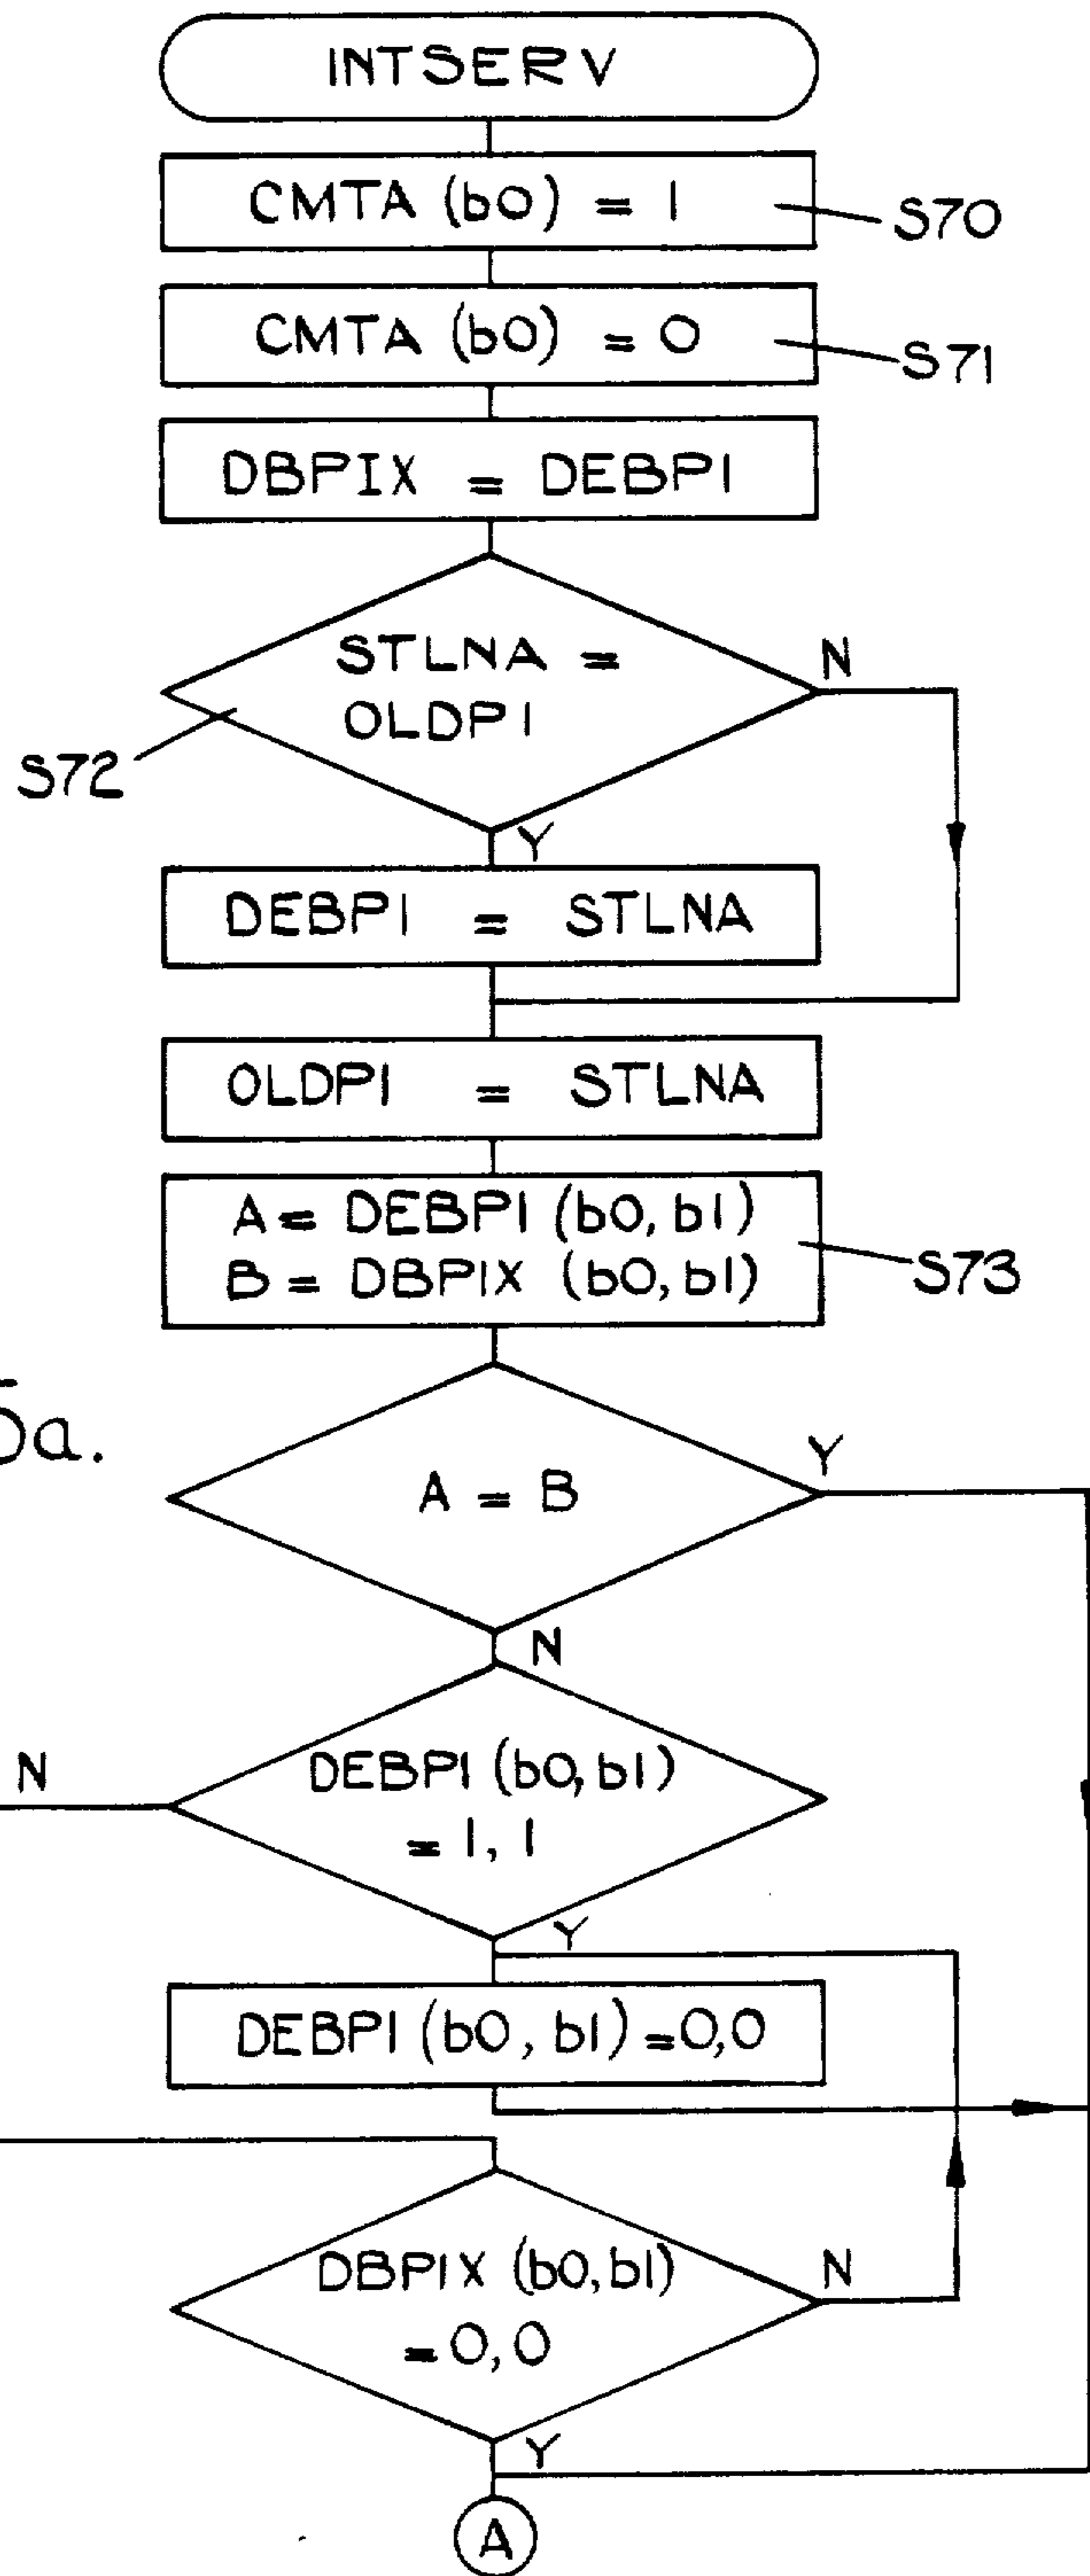 INTSERV
CMTA (b0) = 1
S70
CMTA (b0) = 0
S71
DBPIX = DEBPI
STLNA =
OLDPI
N
S72
Y
DEBPI = STLNA
OLDPI = STLNA
A = DEBPI (b0, b1)
B = DBPIX (b0, b1)
S73
5a.
A = B
Y
N
DEBPI (b0, b1)
= 1, 1
N
Y
DEBPI (b0, b1) = 0,0
DBPIX (b0, b1)
= 0,0
N
Y
A